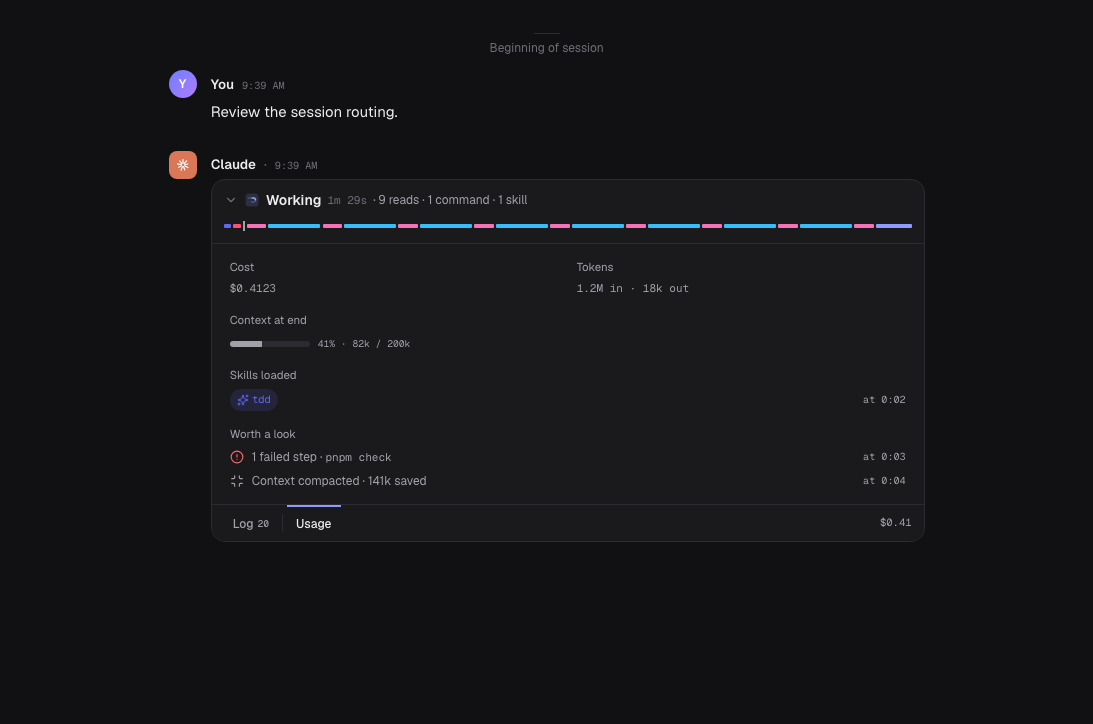 Beginning of session
Y You 9:39 AM
Review the session routing.
Claude · 9:39 AM
Working 1m 29s · 9 reads · 1 command · 1 skill
Cost Tokens
$0.4123 1.2M in · 18k out
Context at end
41% · 82k / 200k
Skills loaded
tdd at 0:02
Worth a look
1 failed step · pnpm check at 0:03
Context compacted · 141k saved at 0:04
Log 20 Usage $0.41